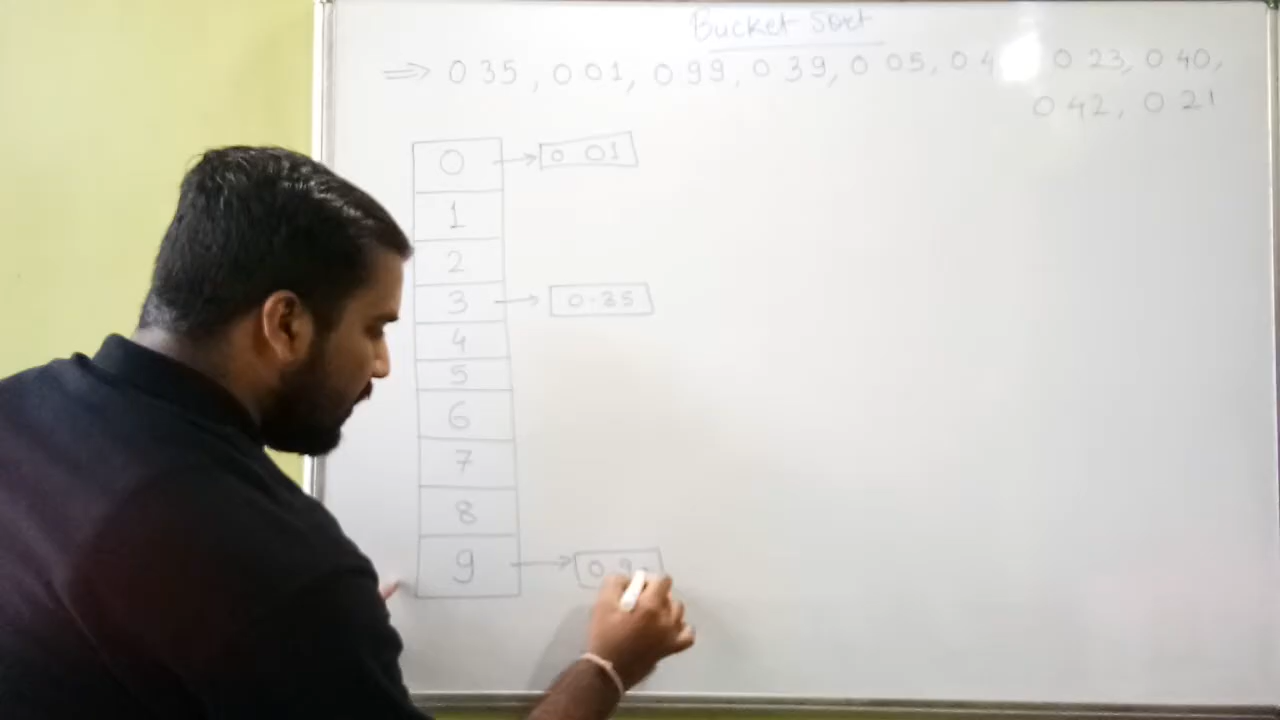 Bucket Sort
⇒ 0 35, 0 01, 0 99, 0 39, 0 05, 0 4 0 23, 0 40,
0 42, 0 21
0 → 0 01
1
2
3 → 0.35
4
5
6
7
8
9 → 0 9